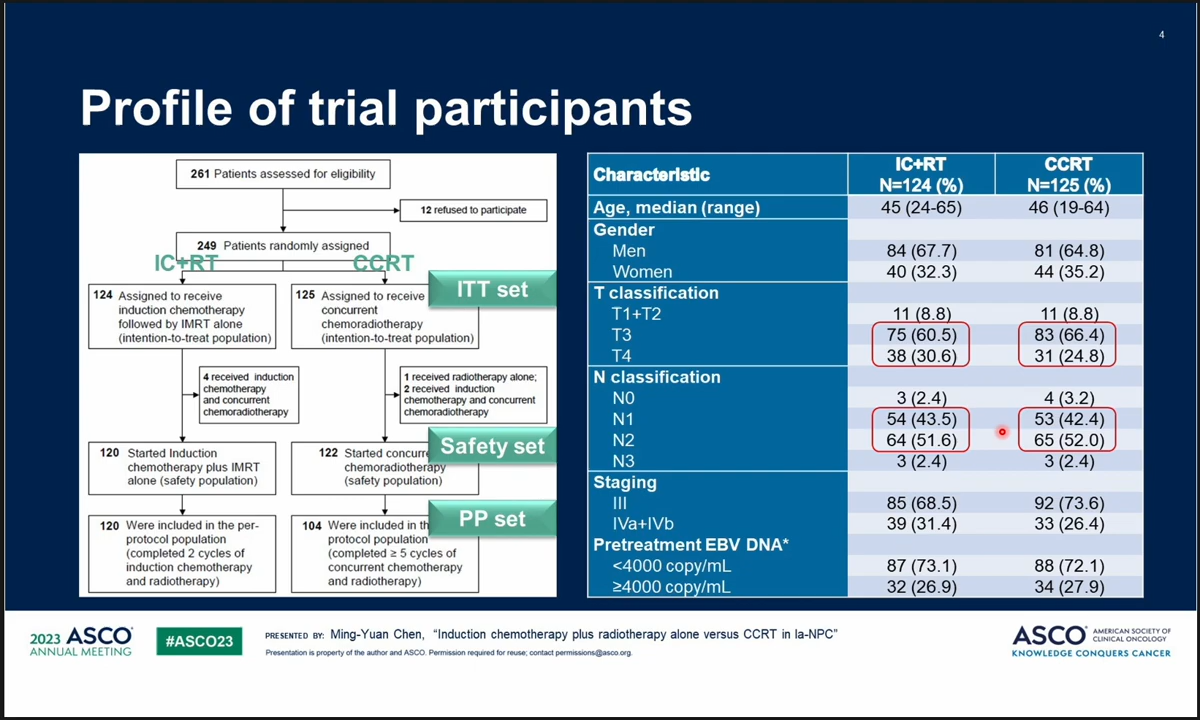 4
Profile of trial participants
261 Patients assessed for eligibility
12 refused to participate
249 Patients randomly assigned
IC+RT
CCRT
ITT set
124 Assigned to receive
induction chemotherapy
followed by IMRT alone
(intention-to-treat population)
125 Assigned to receive
concurrent
chemoradiotherapy
(intention-to-treat population)
4 received induction
chemotherapy
and concurrent
chemoradiotherapy
1 received radiotherapy alone;
2 received induction
chemotherapy and concurrent
chemoradiotherapy
Safety set
120 Started Induction
chemotherapy plus IMRT
alone (safety population)
122 Started concurre
chemoradiotherapy
(safety population)
PP set
120 Were included in the per-
protocol population
(completed 2 cycles of
induction chemotherapy
and radiotherapy)
104 Were included in th
protocol population
(completed ≥ 5 cycles of
concurrent chemotherapy
and radiotherapy)
Characteristic IC+RT N=124 (%) CCRT N=125 (%)
Age, median (range) 45 (24-65) 46 (19-64)
Gender
Men 84 (67.7) 81 (64.8)
Women 40 (32.3) 44 (35.2)
T classification
T1+T2 11 (8.8) 11 (8.8)
T3 75 (60.5) 83 (66.4)
T4 38 (30.6) 31 (24.8)
N classification
N0 3 (2.4) 4 (3.2)
N1 54 (43.5) 53 (42.4)
N2 64 (51.6) 65 (52.0)
N3 3 (2.4) 3 (2.4)
Staging
III 85 (68.5) 92 (73.6)
IVa+IVb 39 (31.4) 33 (26.4)
Pretreatment EBV DNA*
<4000 copy/mL 87 (73.1) 88 (72.1)
≥4000 copy/mL 32 (26.9) 34 (27.9)
2023 ASCO®
ANNUAL MEETING
#ASCO23
PRESENTED BY: Ming-Yuan Chen, "Induction chemotherapy plus radiotherapy alone versus CCRT in la-NPC"
Presentation is property of the author and ASCO. Permission required for reuse; contact permissions@asco.org.
ASCO® AMERICAN SOCIETY OF
CLINICAL ONCOLOGY
KNOWLEDGE CONQUERS CANCER